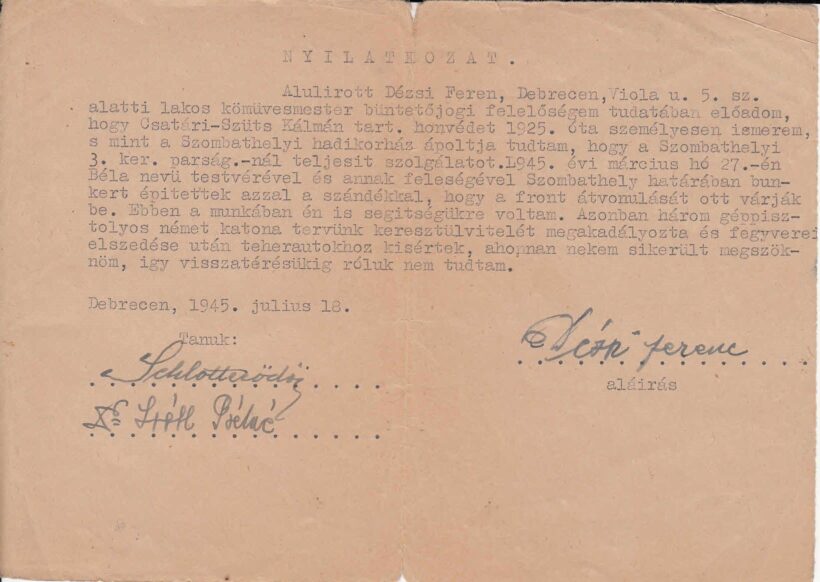 NYILATKOZAT.
Alulirott Dézsi Feren, Debrecen,Viola u. 5. sz.
alatti lakos kömüvesmester büntetőjogi felelőségem tudatában előadom,
hogy Csatári-Szüts Kálmán tart. honvédet 1925. óta személyesen ismerem,
s mint a Szombathelyi hadikorház ápoltja tudtam, hogy a Szombathelyi
3. ker. parság.-nál teljesit szolgálatot.L945. évi március hó 27.-én
Béla nevü testvérével és annak feleségével Szombathely határában bun-
kert épitettek azzal a szándékkal, hogy a front átvonulását ott várják
be. Ebben a munkában én is segitségükre voltam. Azonban három géppisz-
tolyos német katona tervünk keresztülvitelét megakadályozta és fegyverei
elszedése után teherautokhoz kisértek, ahonnan nekem sikerült megszök-
nöm, igy visszatérésükig róluk nem tudtam.
Debrecen, 1945. julius 18.
Tanuk:
Dézsi Ferenc
aláirás
Béláé